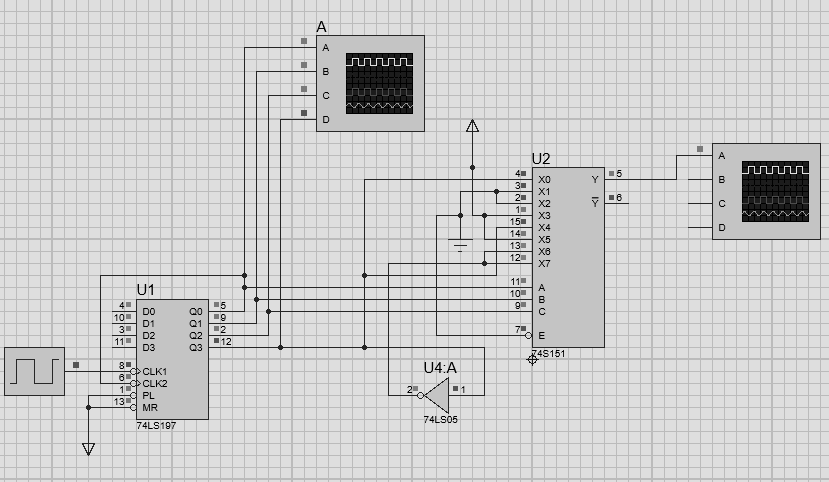 A
A
B
C
D
U2
4 X0 Y 5
3 X1
2 X2 Y 6
1 X3
15 X4
14 X5
13 X6
12 X7
11 A
10 B
9 C
7 E
74S151
A
B
C
D
U1
4 D0 Q0 5
10 D1 Q1 9
3 D2 Q2 2
11 D3 Q3 12
8 CLK1
6 CLK2
1 PL
13 MR
74LS197
U4:A
2 1
74LS05